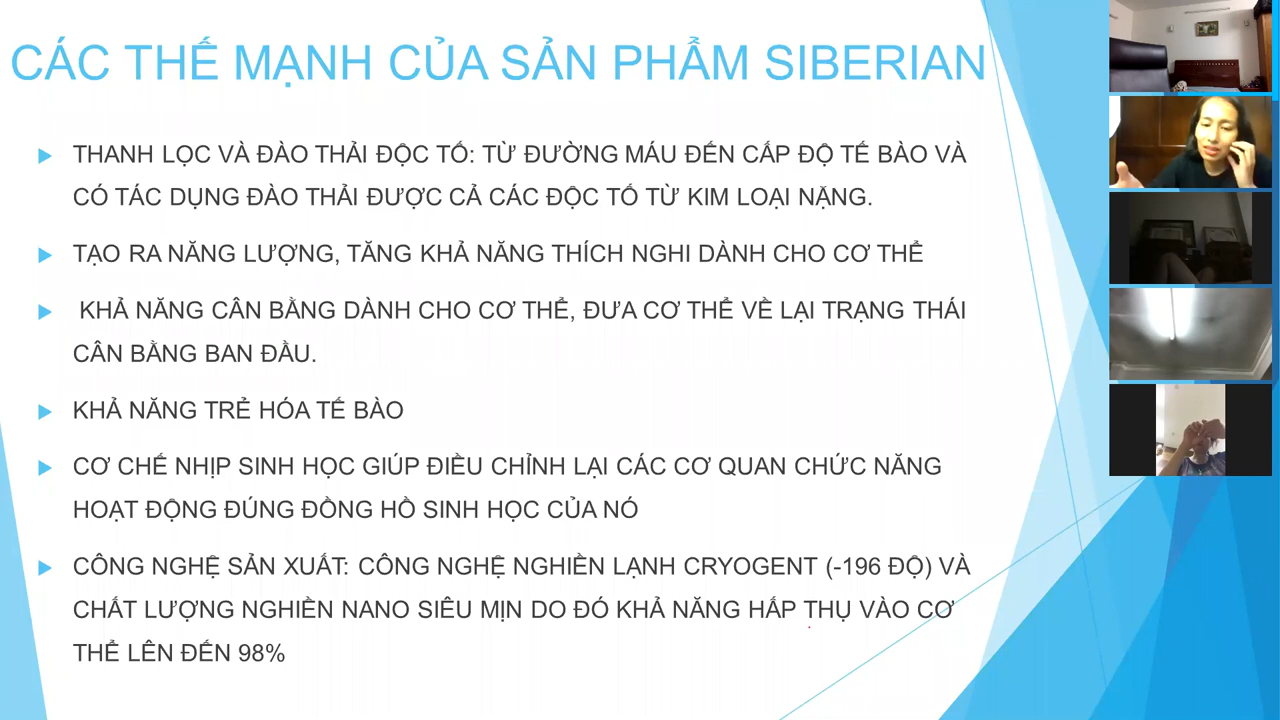 CÁC THẾ MẠNH CỦA SẢN PHẨM SIBERIAN
THANH LỌC VÀ ĐÀO THẢI ĐỘC TỐ: TỪ ĐƯỜNG MÁU ĐẾN CẤP ĐỘ TẾ BÀO VÀ
CÓ TÁC DỤNG ĐÀO THẢI ĐƯỢC CẢ CÁC ĐỘC TỐ TỪ KIM LOẠI NẶNG.
TẠO RA NĂNG LƯỢNG, TĂNG KHẢ NĂNG THÍCH NGHI DÀNH CHO CƠ THỂ
KHẢ NĂNG CÂN BẰNG DÀNH CHO CƠ THỂ, ĐƯA CƠ THỂ VỀ LẠI TRẠNG THÁI
CÂN BẰNG BAN ĐẦU.
KHẢ NĂNG TRẺ HÓA TẾ BÀO
CƠ CHẾ NHỊP SINH HỌC GIÚP ĐIỀU CHỈNH LẠI CÁC CƠ QUAN CHỨC NĂNG
HOẠT ĐỘNG ĐÚNG ĐỒNG HỒ SINH HỌC CỦA NÓ
CÔNG NGHỆ SẢN XUẤT: CÔNG NGHỆ NGHIỀN LẠNH CRYOGENT (-196 ĐỘ) VÀ
CHẤT LƯỢNG NGHIỀN NANO SIÊU MỊN DO ĐÓ KHẢ NĂNG HẤP THỤ VÀO CƠ
THỂ LÊN ĐẾN 98%